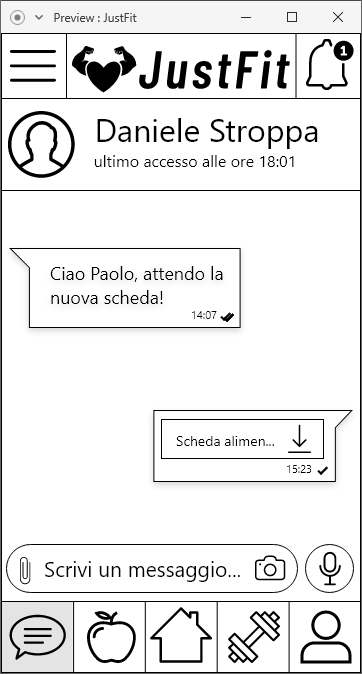 Preview : JustFit
JustFit
1
Daniele Stroppa
ultimo accesso alle ore 18:01
Ciao Paolo, attendo la
nuova scheda!
14:07
Scheda alimen...
15:23
Scrivi un messaggio...